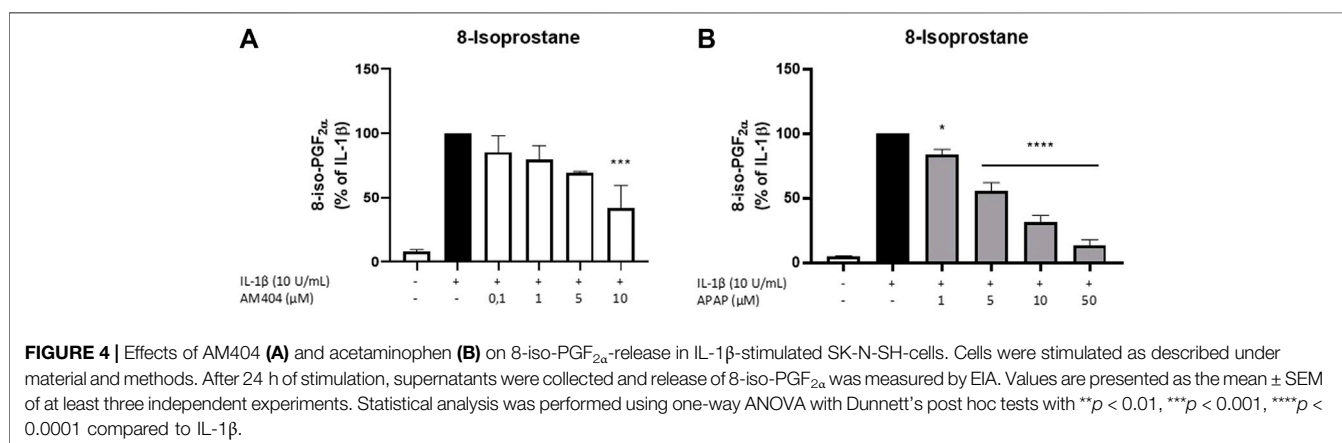 A
8-Isoprostane
8-iso-PGF2α
(% of IL-1β)
150
100
50
0
***
IL-1β (10 U/mL) - + + + + +
AM404 (μM) - - 0,1 1 5 10
B
8-Isoprostane
8-iso-PGF2α
(% of IL-1β)
150
100
50
0
*
****
IL-1β (10 U/mL) - + + + + +
APAP (μM) - - 1 5 10 50
FIGURE 4 | Effects of AM404 (A) and acetaminophen (B) on 8-iso-PGF2α-release in IL-1β-stimulated SK-N-SH-cells. Cells were stimulated as described under
material and methods. After 24 h of stimulation, supernatants were collected and release of 8-iso-PGF2α was measured by EIA. Values are presented as the mean ± SEM
of at least three independent experiments. Statistical analysis was performed using one-way ANOVA with Dunnett's post hoc tests with **p < 0.01, ***p < 0.001, ****p <
0.0001 compared to IL-1β.